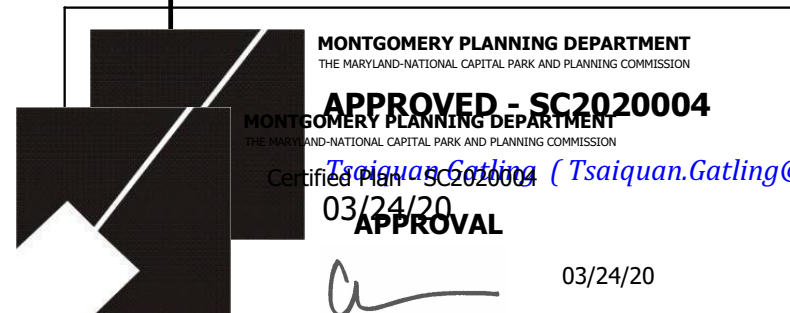 MONTGOMERY PLANNING DEPARTMENT
THE MARYLAND-NATIONAL CAPITAL PARK AND PLANNING COMMISSION
APPROVED - SC2020004
MONTGOMERY PLANNING DEPARTMENT
THE MARYLAND-NATIONAL CAPITAL PARK AND PLANNING COMMISSION
Tsaiquan Gatling ( Tsaiquan.Gatling@
Certified Plan - SC2020004
03/24/20
APPROVAL
03/24/20